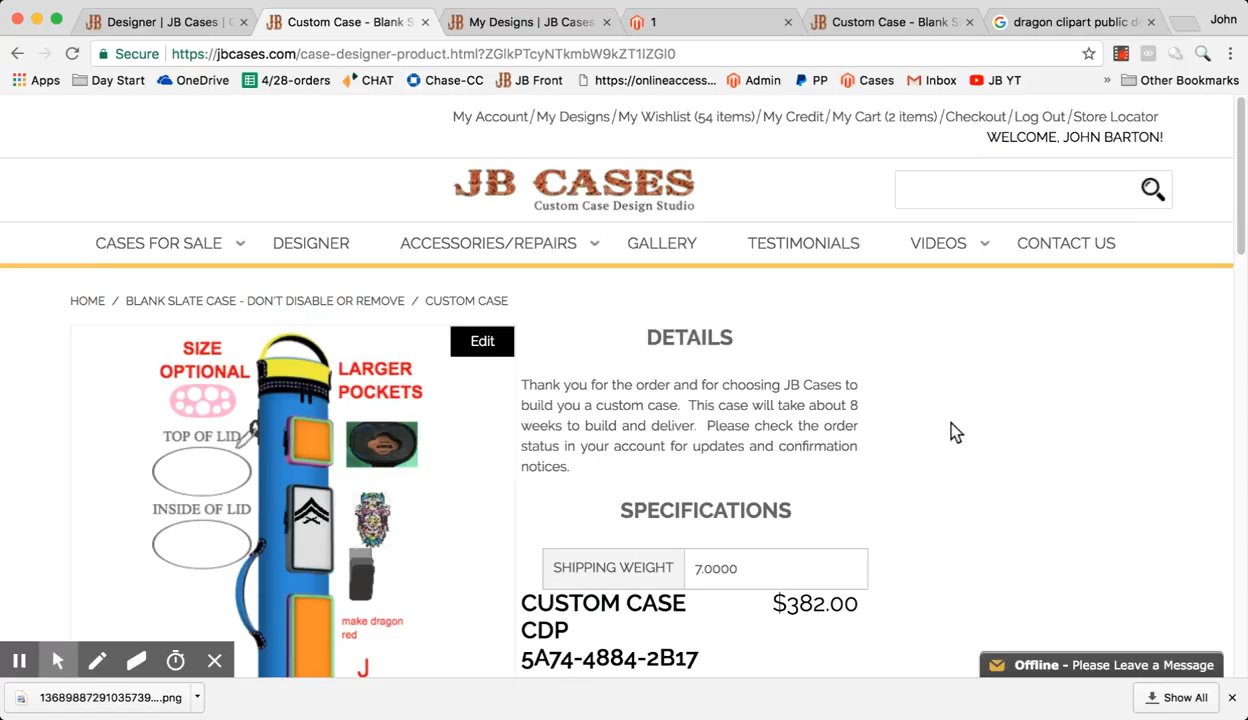 Designer | JB Cases | C
Custom Case - Blank S
My Designs | JB Cases
1
Custom Case - Blank S
dragon clipart public do
John
Secure
https://jbcases.com/case-designer-product.html?ZGlkPTcyNTkmbW9kZT1lZGl0
Apps
Day Start
OneDrive
4/28-orders
CHAT
Chase-CC
JB Front
https://onlineaccess...
Admin
PP
Cases
Inbox
JB YT
»
Other Bookmarks
My Account/My Designs/My Wishlist (54 items)/My Credit/My Cart (2 items)/Checkout/Log Out/Store Locator
WELCOME, JOHN BARTON!
JB CASES
Custom Case Design Studio
CASES FOR SALE
DESIGNER
ACCESSORIES/REPAIRS
GALLERY
TESTIMONIALS
VIDEOS
CONTACT US
HOME / BLANK SLATE CASE - DON'T DISABLE OR REMOVE / CUSTOM CASE
SIZE
OPTIONAL
LARGER
POCKETS
TOP OF LID
INSIDE OF LID
make dragon
red
J
Edit
DETAILS
Thank you for the order and for choosing JB Cases to
build you a custom case. This case will take about 8
weeks to build and deliver. Please check the order
status in your account for updates and confirmation
notices.
SPECIFICATIONS
SHIPPING WEIGHT
7.0000
CUSTOM CASE
CDP
5A74-4884-2B17
$382.00
Offline - Please Leave a Message
13689887291035739....png
Show All